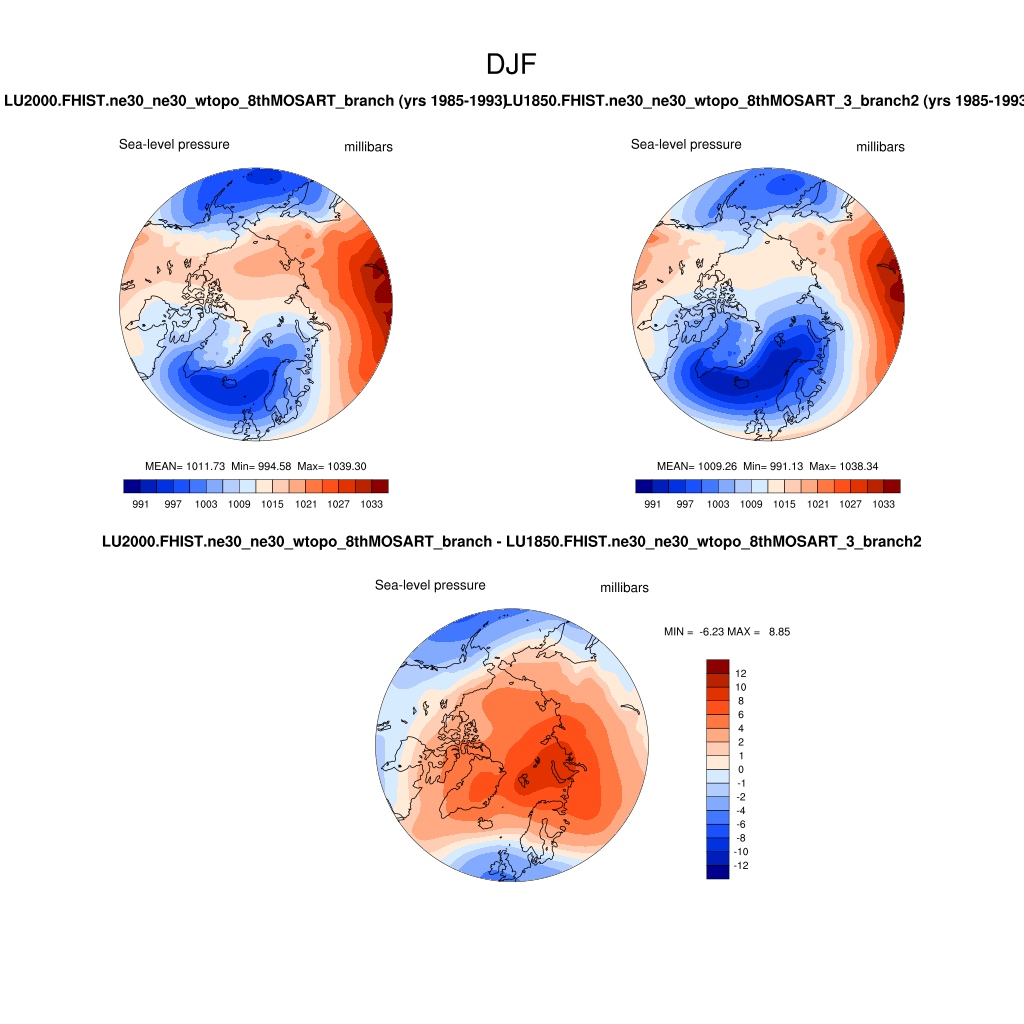 DJF
LU2000.FHIST.ne30_ne30_wtopo_8thMOSART_branch (yrs 1985-1993)
LU1850.FHIST.ne30_ne30_wtopo_8thMOSART_3_branch2 (yrs 1985-1993
Sea-level pressure millibars
Sea-level pressure millibars
MEAN= 1011.73 Min= 994.58 Max= 1039.30
MEAN= 1009.26 Min= 991.13 Max= 1038.34
991 997 1003 1009 1015 1021 1027 1033
991 997 1003 1009 1015 1021 1027 1033
LU2000.FHIST.ne30_ne30_wtopo_8thMOSART_branch - LU1850.FHIST.ne30_ne30_wtopo_8thMOSART_3_branch2
Sea-level pressure millibars
MIN = -6.23 MAX = 8.85
12
10
8
6
4
2
1
0
-1
-2
-4
-6
-8
-10
-12